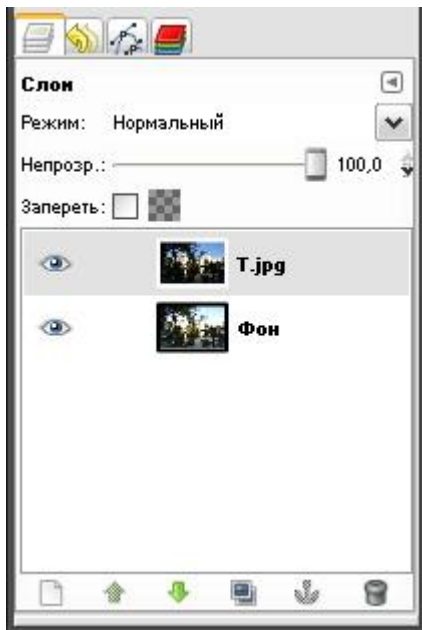 Слои
Режим: Нормальный
Непрозр.: 100,0
Запереть:
T.jpg
Фон